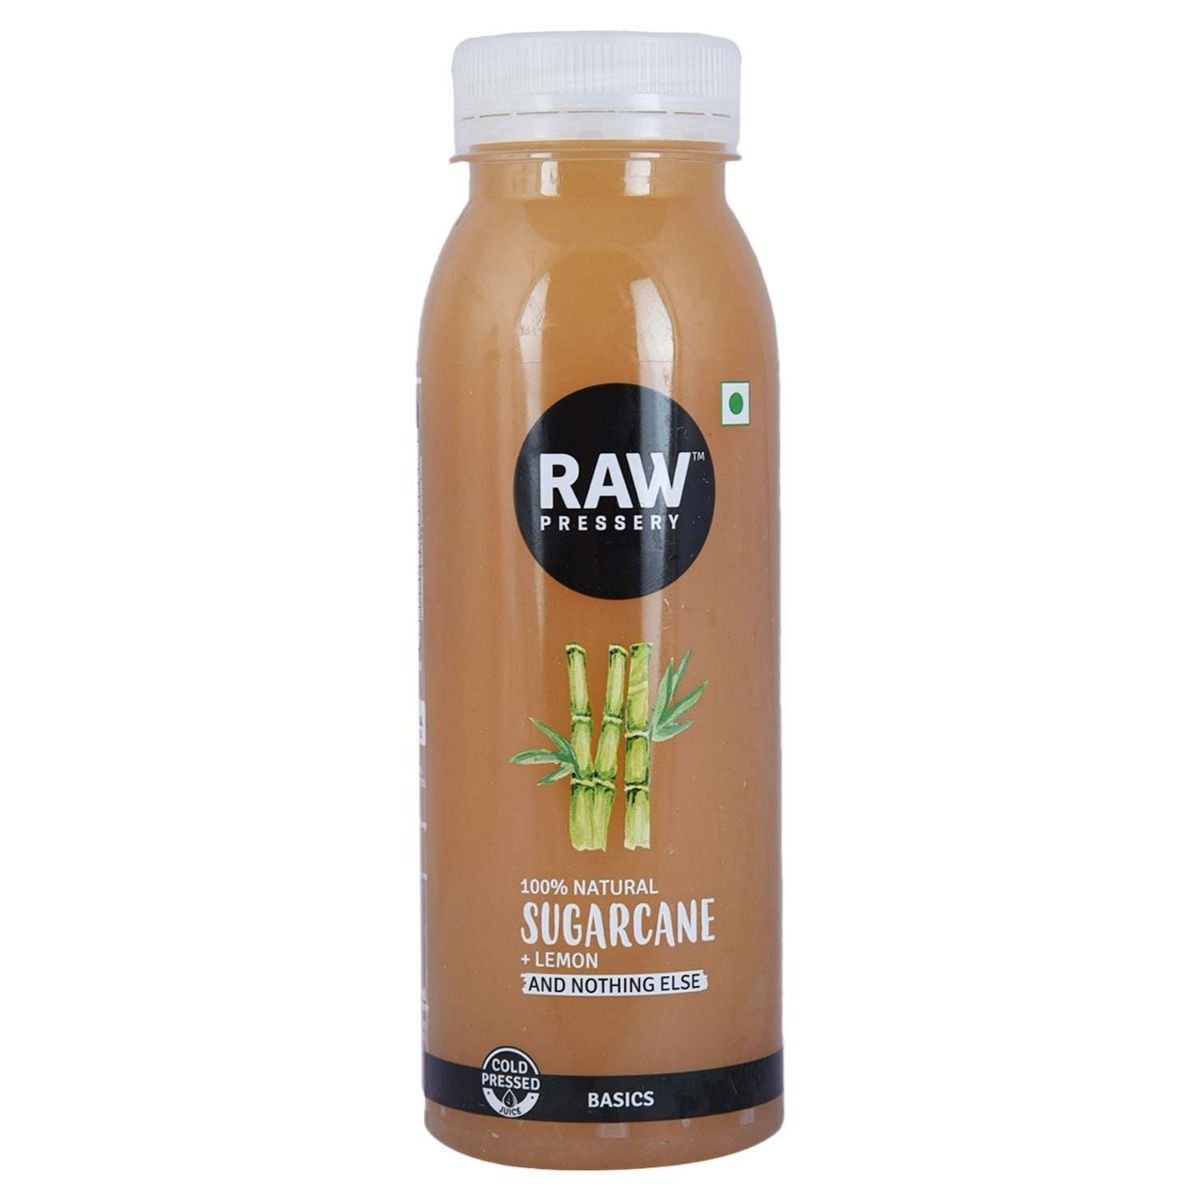 RAW™
PRESSERY
100% NATURAL
SUGARCANE
+ LEMON
AND NOTHING ELSE
COLD
PRESSED
JUICE
BASICS